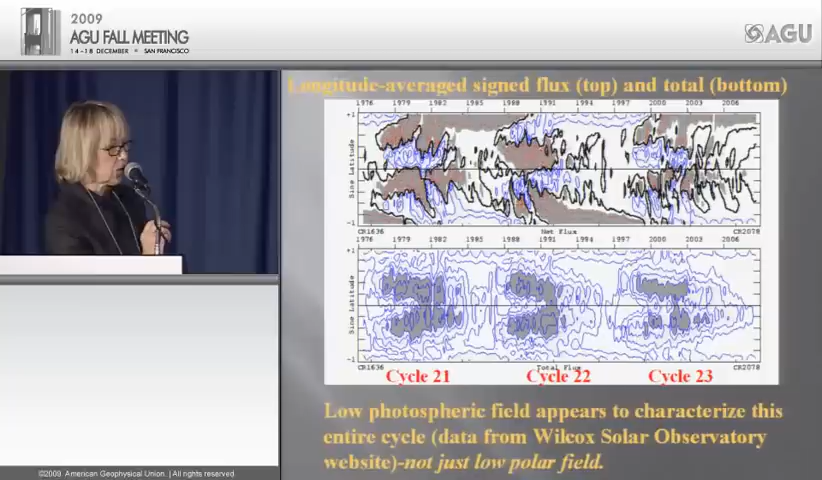 2009
AGU FALL MEETING
14-18 DECEMBER • SAN FRANCISCO
AGU
Longitude-averaged signed flux (top) and total (bottom)
1976 1979 1982 1985 1988 1991 1994 1997 2000 2003 2006
+1
Sine Latitude
-1
CR1636 Net Flux CR2078
1976 1979 1982 1985 1988 1991 1994 1997 2000 2003 2006
+1
Sine Latitude
-1
CR1636 Total Flux CR2078
Cycle 21 Cycle 22 Cycle 23
Low photospheric field appears to characterize this
entire cycle (data from Wilcox Solar Observatory
website)-not just low polar field.
©2009 American Geophysical Union. | All rights reserved